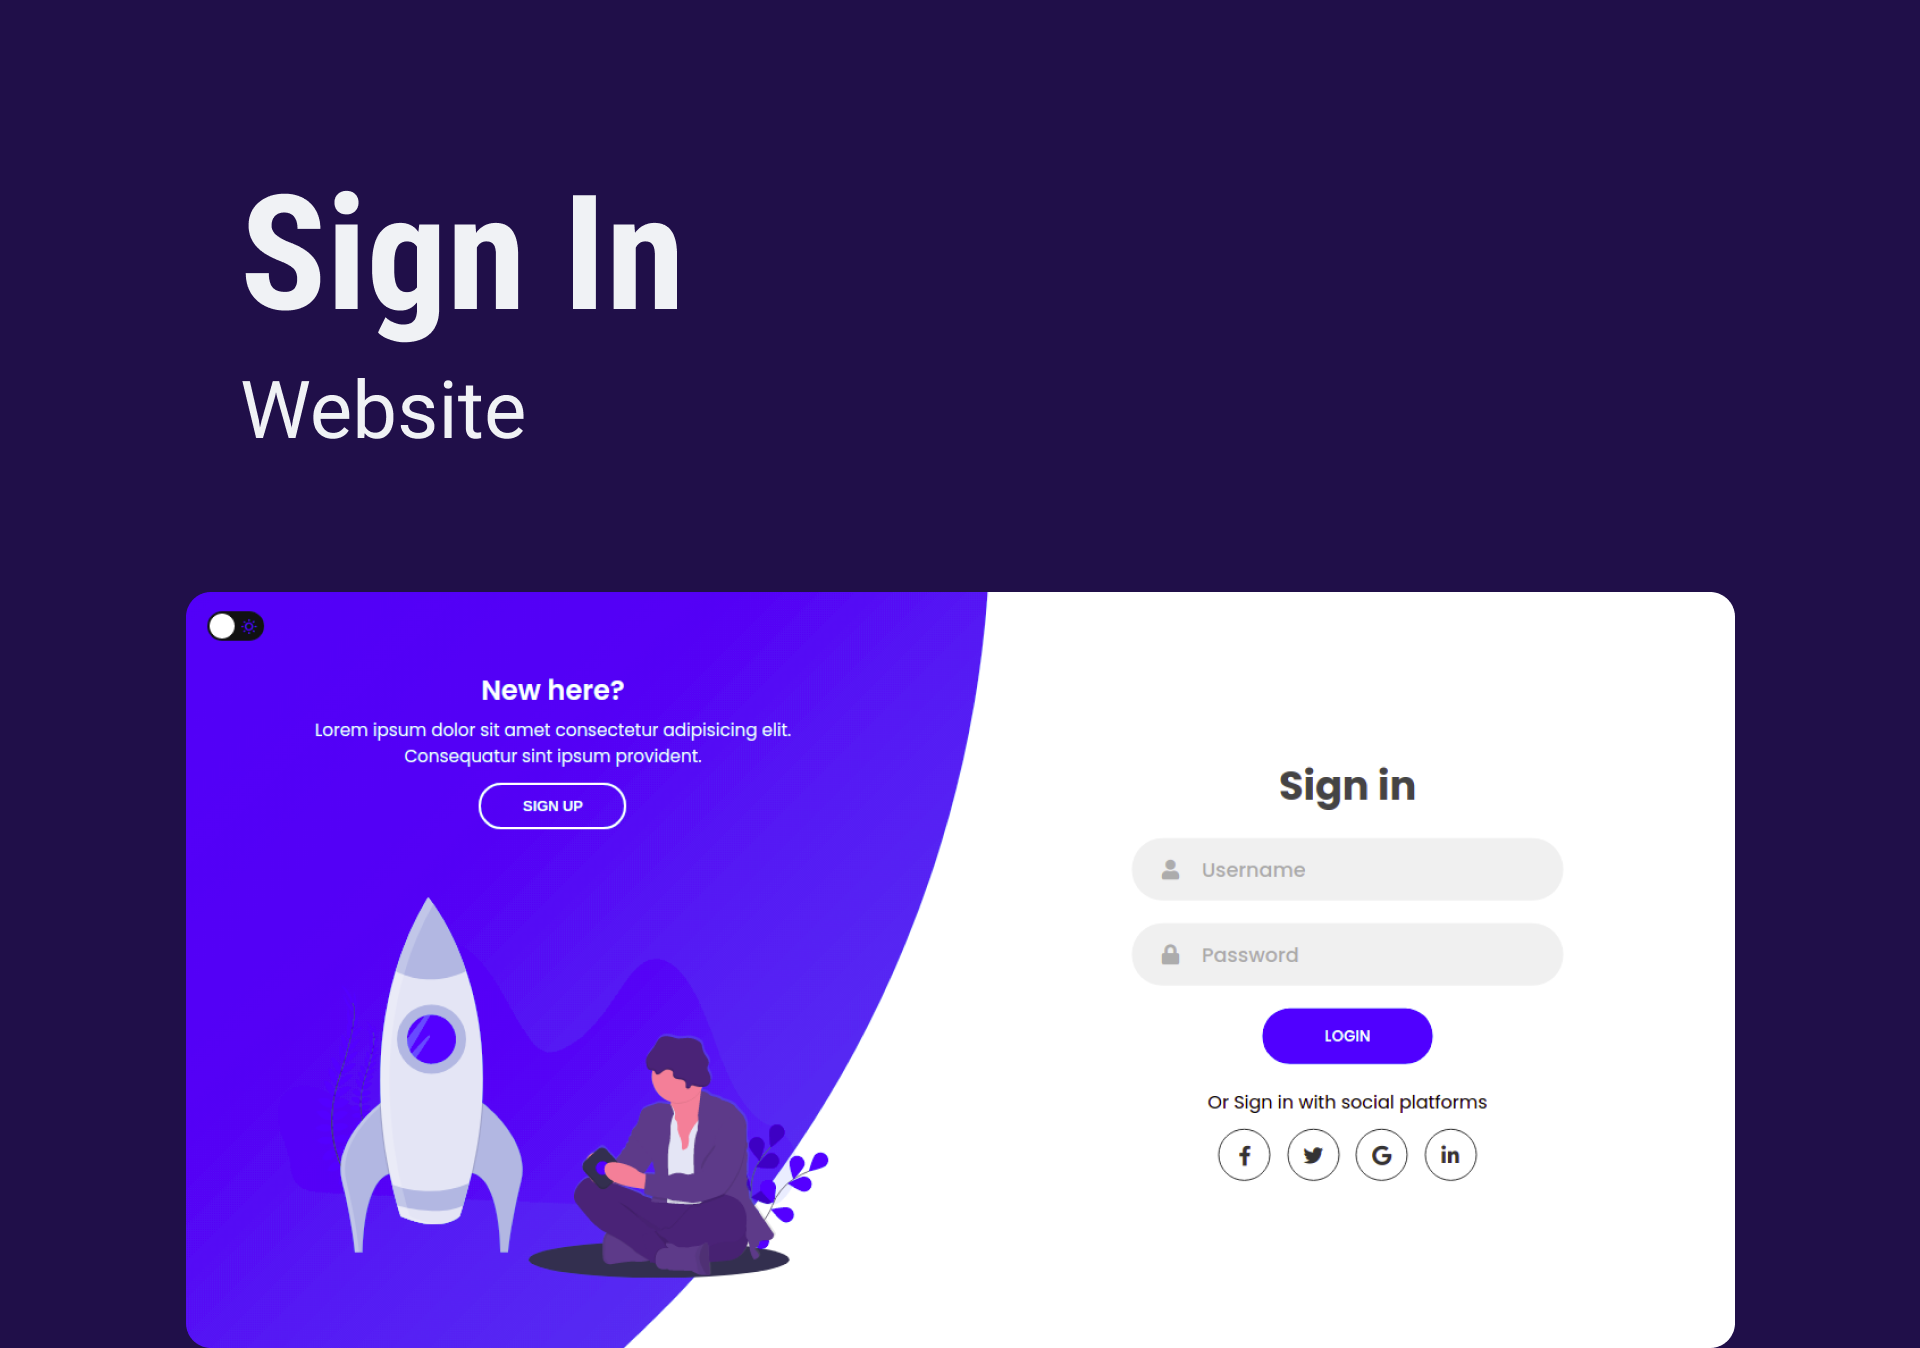 Sign In
Website
New here?
Lorem ipsum dolor sit amet consectetur adipisicing elit.
Consequatur sint ipsum provident.
SIGN UP
Sign in
Username
Password
LOGIN
Or Sign in with social platforms